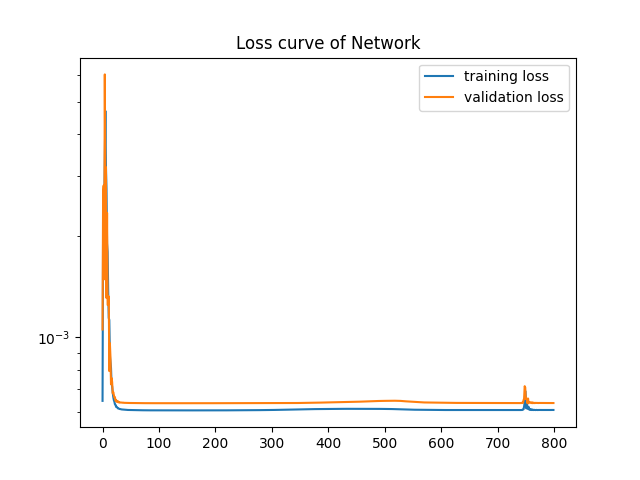 Loss curve of Network
training loss
validation loss
10⁻³
0 100 200 300 400 500 600 700 800